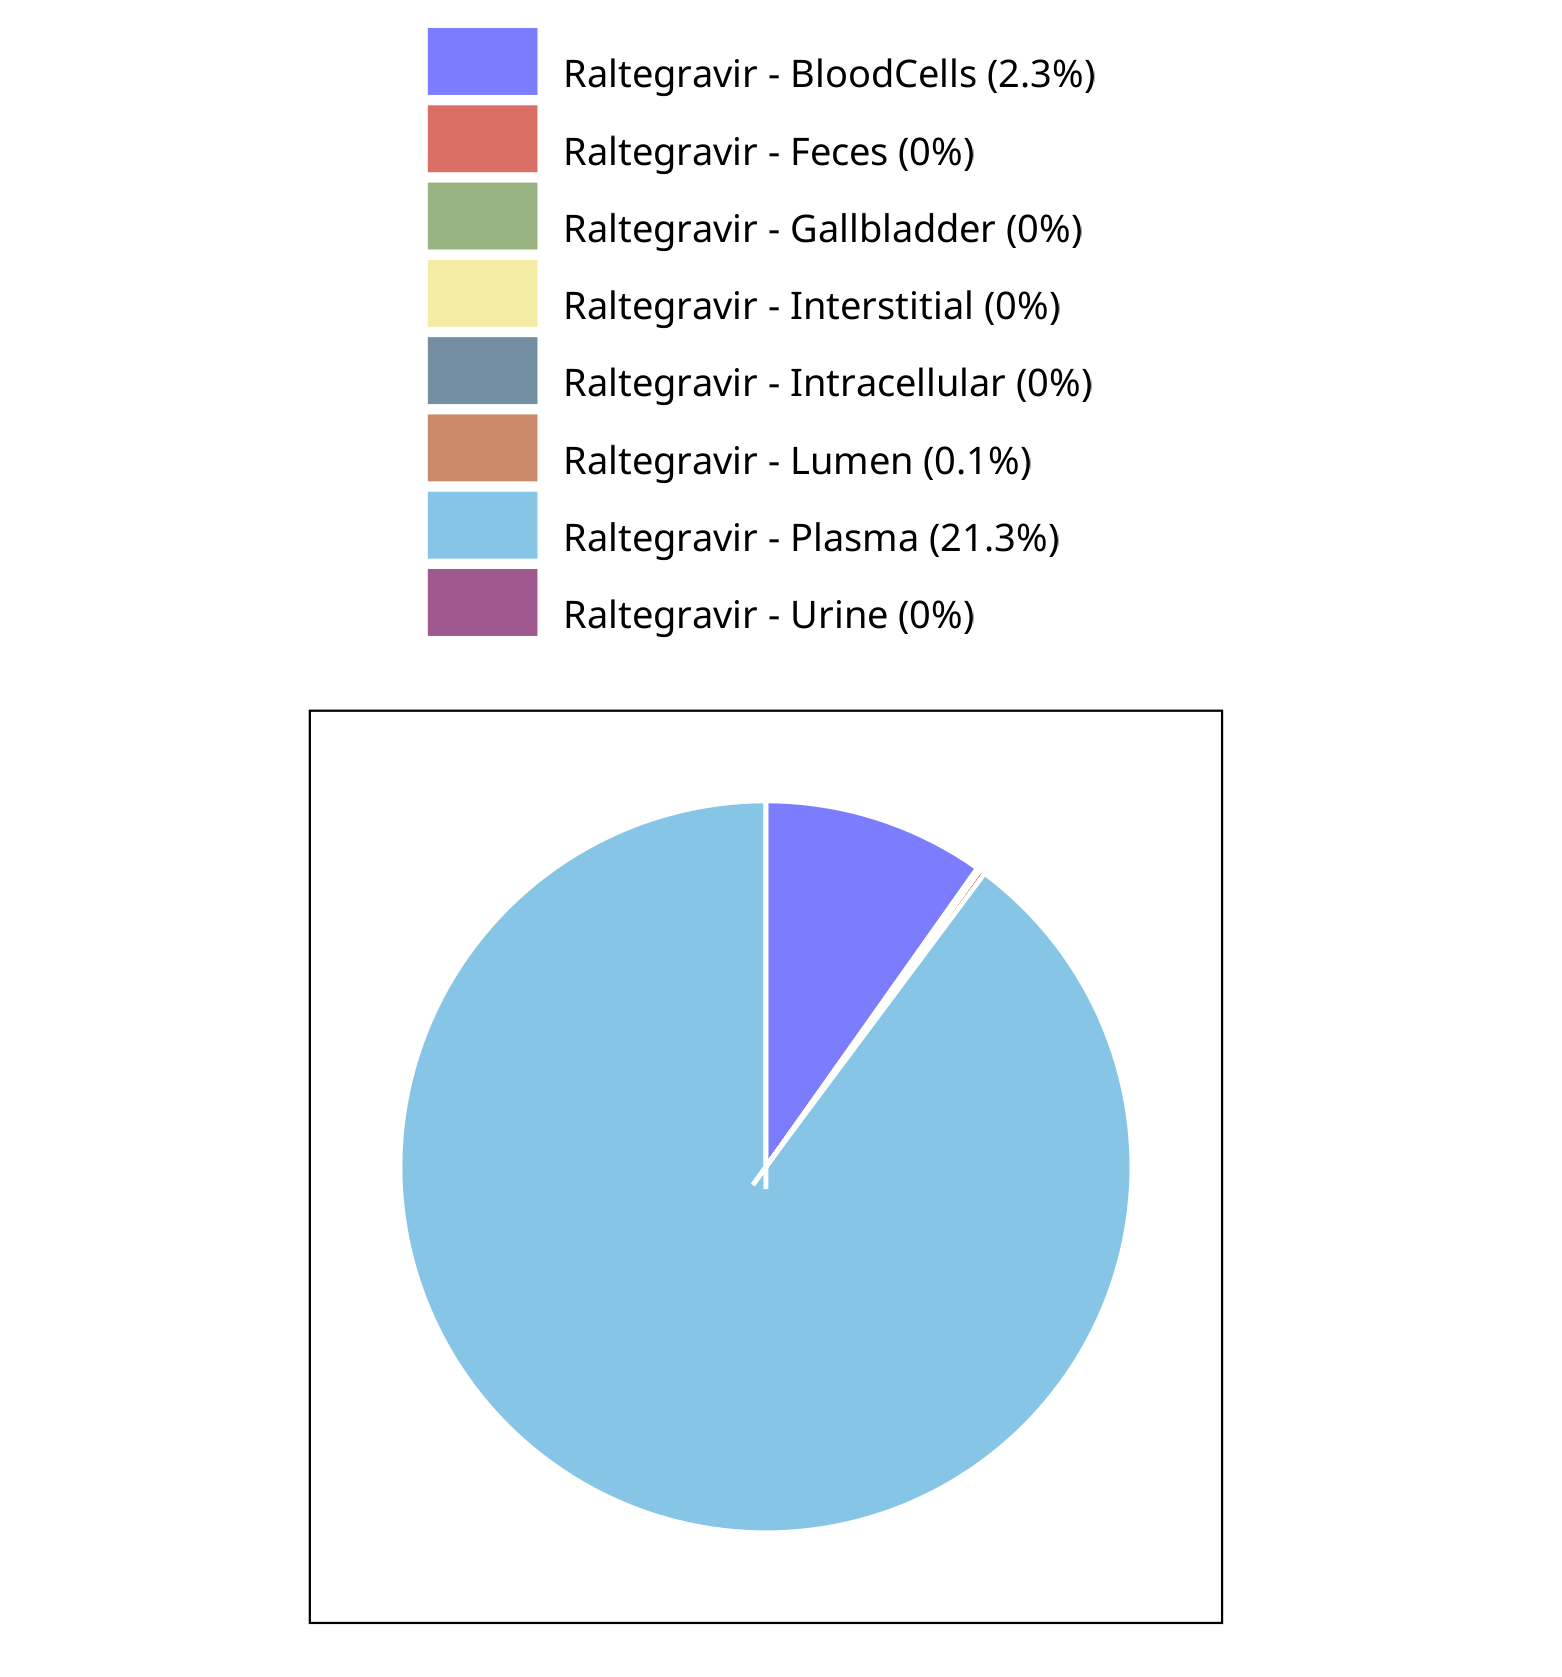 Raltegravir - BloodCells (2.3%)
Raltegravir - Feces (0%)
Raltegravir - Gallbladder (0%)
Raltegravir - Interstitial (0%)
Raltegravir - Intracellular (0%)
Raltegravir - Lumen (0.1%)
Raltegravir - Plasma (21.3%)
Raltegravir - Urine (0%)